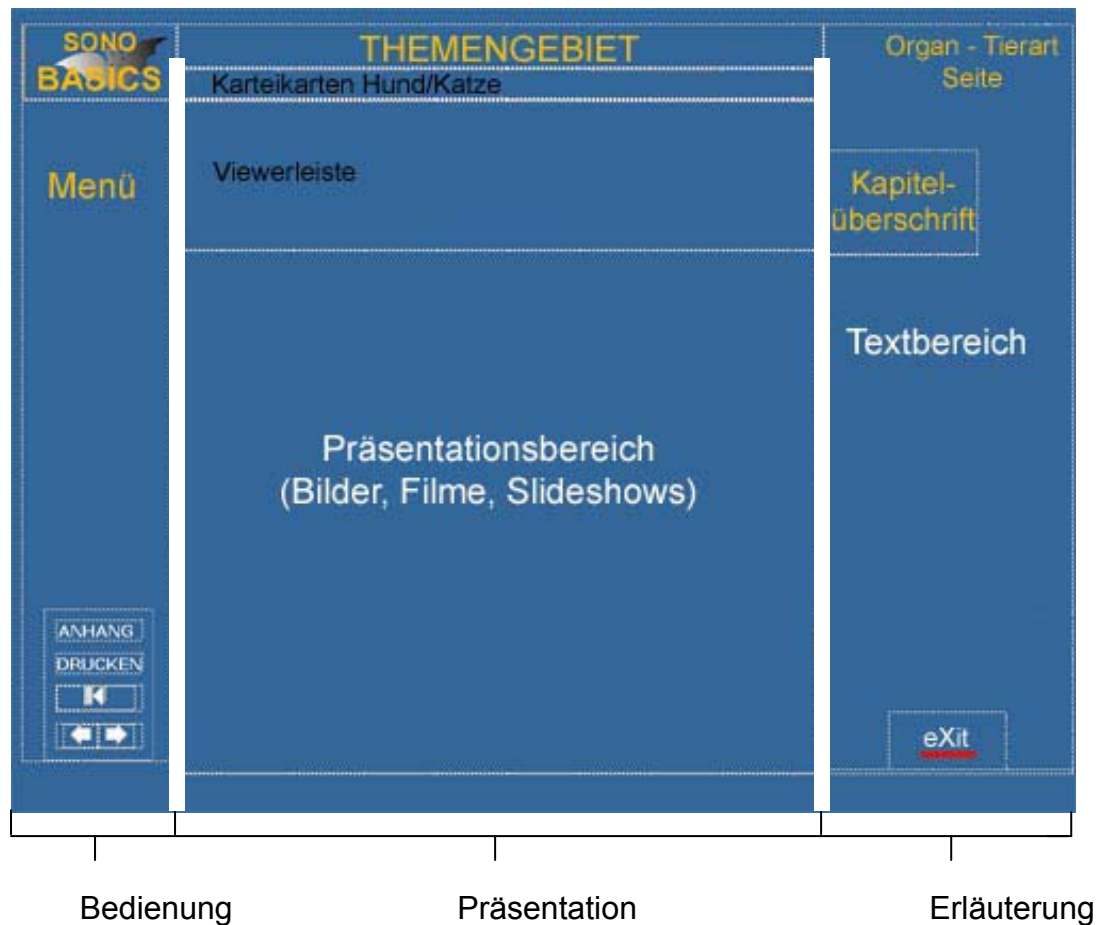 SONO
BASICS
THEMENGEBIET
Karteikarten Hund/Katze
Organ - Tierart
Seite
Menü
Viewerleiste
Kapitel-
überschrift
Textbereich
Präsentationsbereich
(Bilder, Filme, Slideshows)
ANHANG
DRUCKEN
eXit
Bedienung
Präsentation
Erläuterung